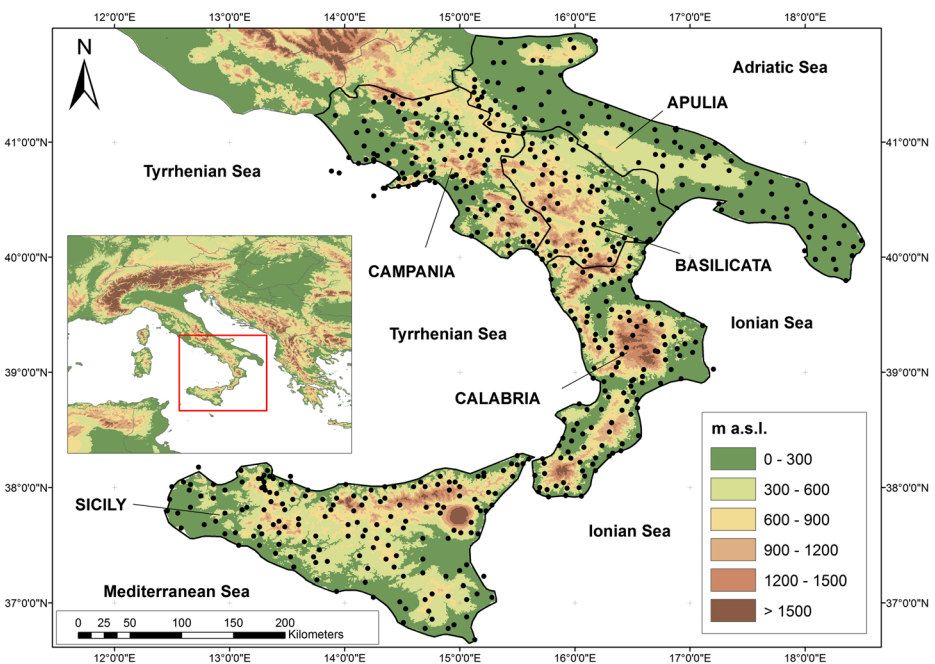 12°0'0"E 13°0'0"E 14°0'0"E 15°0'0"E 16°0'0"E 17°0'0"E 18°0'0"E
N
Adriatic Sea
APULIA
41°0'0"N 41°0'0"N
Tyrrhenian Sea
40°0'0"N 40°0'0"N
CAMPANIA
BASILICATA
Tyrrhenian Sea
Ionian Sea
39°0'0"N 39°0'0"N
CALABRIA
m a.s.l.
0 - 300
300 - 600
600 - 900
900 - 1200
1200 - 1500
> 1500
38°0'0"N 38°0'0"N
SICILY
Ionian Sea
Mediterranean Sea
37°0'0"N 37°0'0"N
0 25 50 100 150 200
Kilometers
12°0'0"E 13°0'0"E 14°0'0"E 15°0'0"E 16°0'0"E 17°0'0"E 18°0'0"E